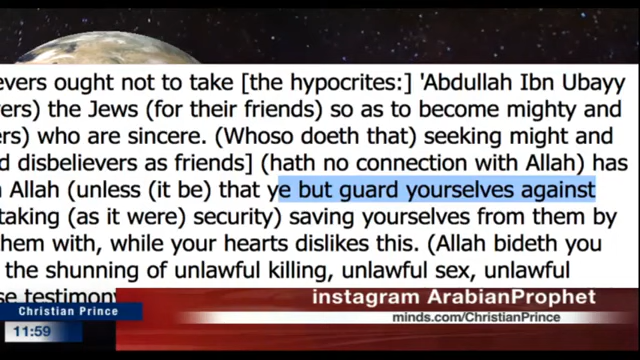 evers ought not to take [the hypocrites:] 'Abdullah Ibn Ubayy
ers) the Jews (for their friends) so as to become mighty and
ers) who are sincere. (Whoso doeth that) seeking might and
d disbelievers as friends] (hath no connection with Allah) has
Allah (unless (it be) that ye but guard yourselves against
taking (as it were) security) saving yourselves from them by
them with, while your hearts dislikes this. (Allah bideth you
the shunning of unlawful killing, unlawful sex, unlawful
se testimony
instagram ArabianProphet
Christian Prince
minds.com/ChristianPrince
11:59